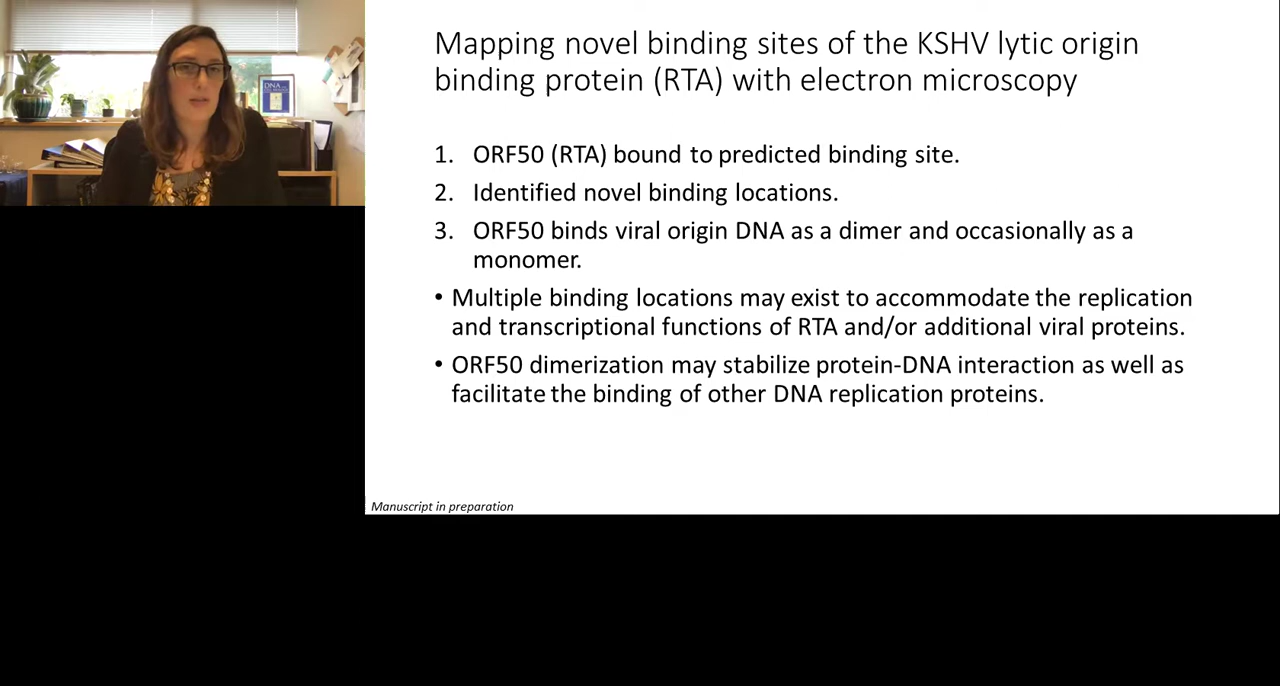 DNA
Mapping novel binding sites of the KSHV lytic origin
binding protein (RTA) with electron microscopy
1. ORF50 (RTA) bound to predicted binding site.
2. Identified novel binding locations.
3. ORF50 binds viral origin DNA as a dimer and occasionally as a
monomer.
• Multiple binding locations may exist to accommodate the replication
and transcriptional functions of RTA and/or additional viral proteins.
• ORF50 dimerization may stabilize protein-DNA interaction as well as
facilitate the binding of other DNA replication proteins.
Manuscript in preparation